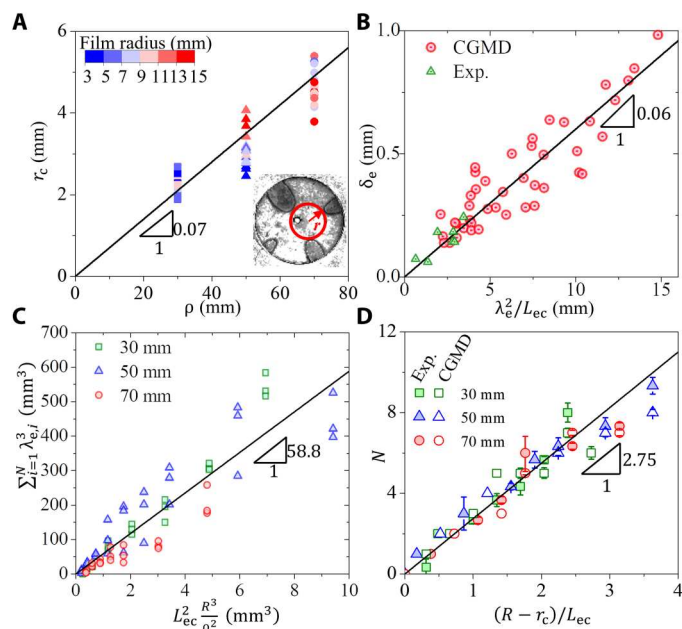 A
Film radius (mm)
3 5 7 9 11 13 15
r_c (mm)
6
4
2
0
0 20 40 60 80
ρ (mm)
0.07
1
r
B
CGMD
Exp.
δ_e (mm)
1.0
0.5
0.0
0 5 10 15
λ_e^2/L_ec (mm)
0.06
1
C
30 mm
50 mm
70 mm
∑_{i=1}^N λ_{e,i}^3 (mm³)
700
600
500
400
300
200
100
0
0 2 4 6 8 10
L_ec^2 R³/ρ² (mm³)
58.8
1
D
Exp.
CGMD
30 mm
50 mm
70 mm
N
12
8
4
0
0 1 2 3 4
(R − r_c)/L_ec
2.75
1